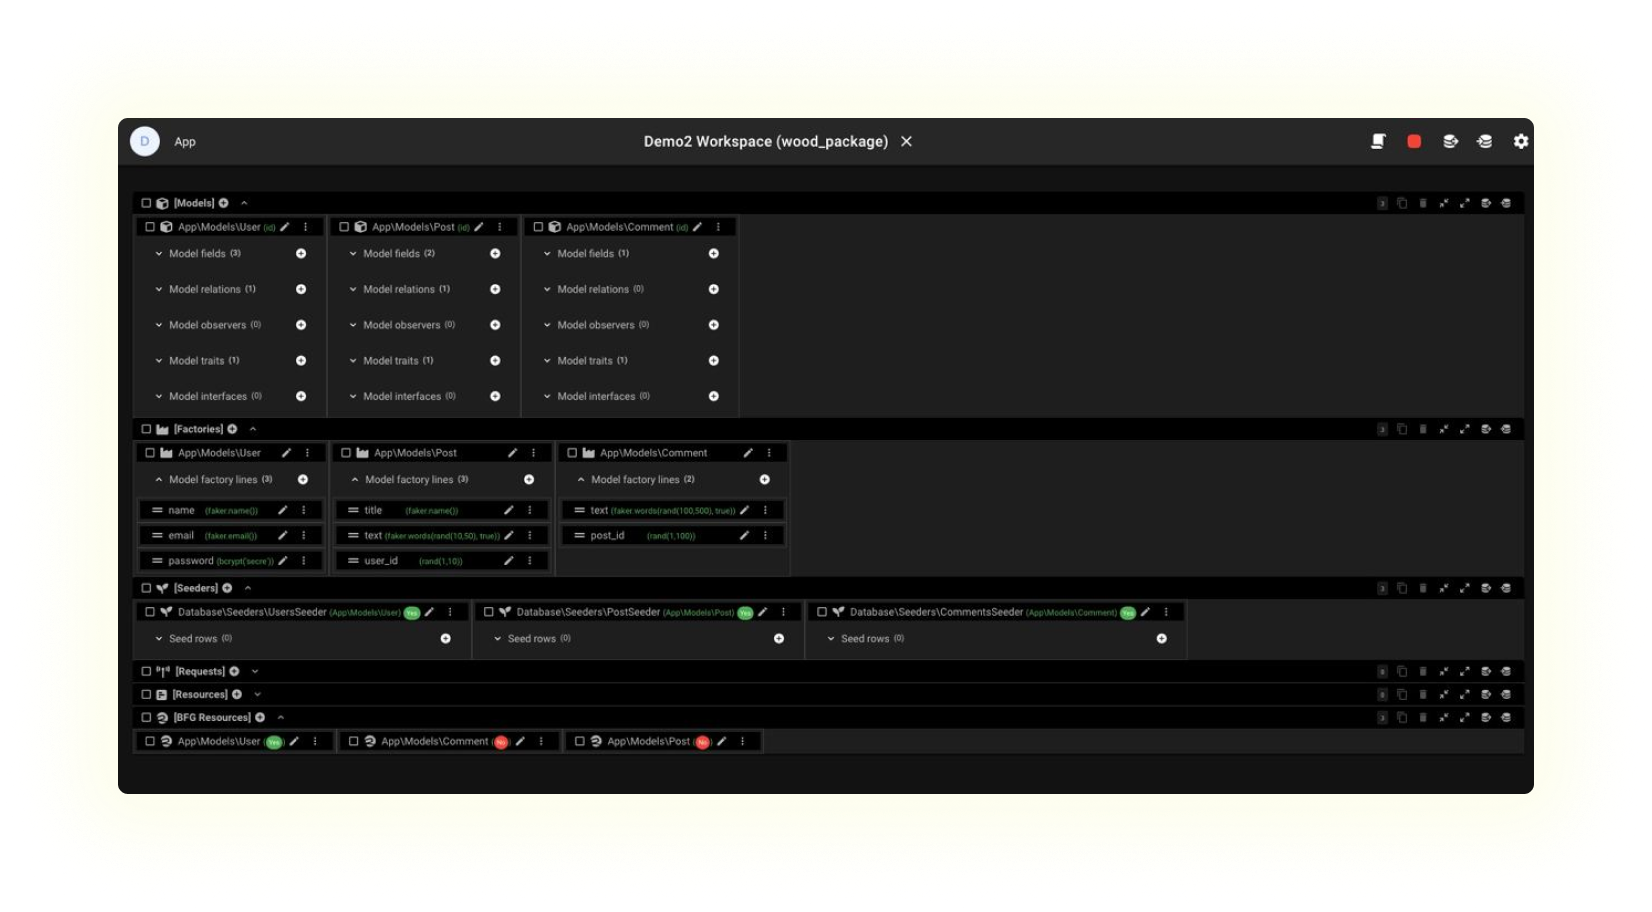 D App Demo2 Workspace (wood_package)
[Models] 3
App\Models\User (id) App\Models\Post (id) App\Models\Comment (id)
Model fields (3) Model fields (2) Model fields (1)
Model relations (1) Model relations (1) Model relations (0)
Model observers (0) Model observers (0) Model observers (0)
Model traits (1) Model traits (1) Model traits (1)
Model interfaces (0) Model interfaces (0) Model interfaces (0)
[Factories] 3
App\Models\User App\Models\Post App\Models\Comment
Model factory lines (3) Model factory lines (3) Model factory lines (2)
name (faker.name()) title (faker.name()) text (faker.words(rand(100,500), true))
email (faker.email()) text (faker.words(rand(10,50), true)) post_id (rand(1,100))
password (bcrypt('secre')) user_id (rand(1,10))
[Seeders] 3
Database\Seeders\UsersSeeder (App\Models\User) Yes Database\Seeders\PostSeeder (App\Models\Post) Yes Database\Seeders\CommentsSeeder (App\Models\Comment) Yes
Seed rows (0) Seed rows (0) Seed rows (0)
[Requests] 0
[Resources] 0
[BFG Resources] 3
App\Models\User (Yes) App\Models\Comment (No) App\Models\Post (No)